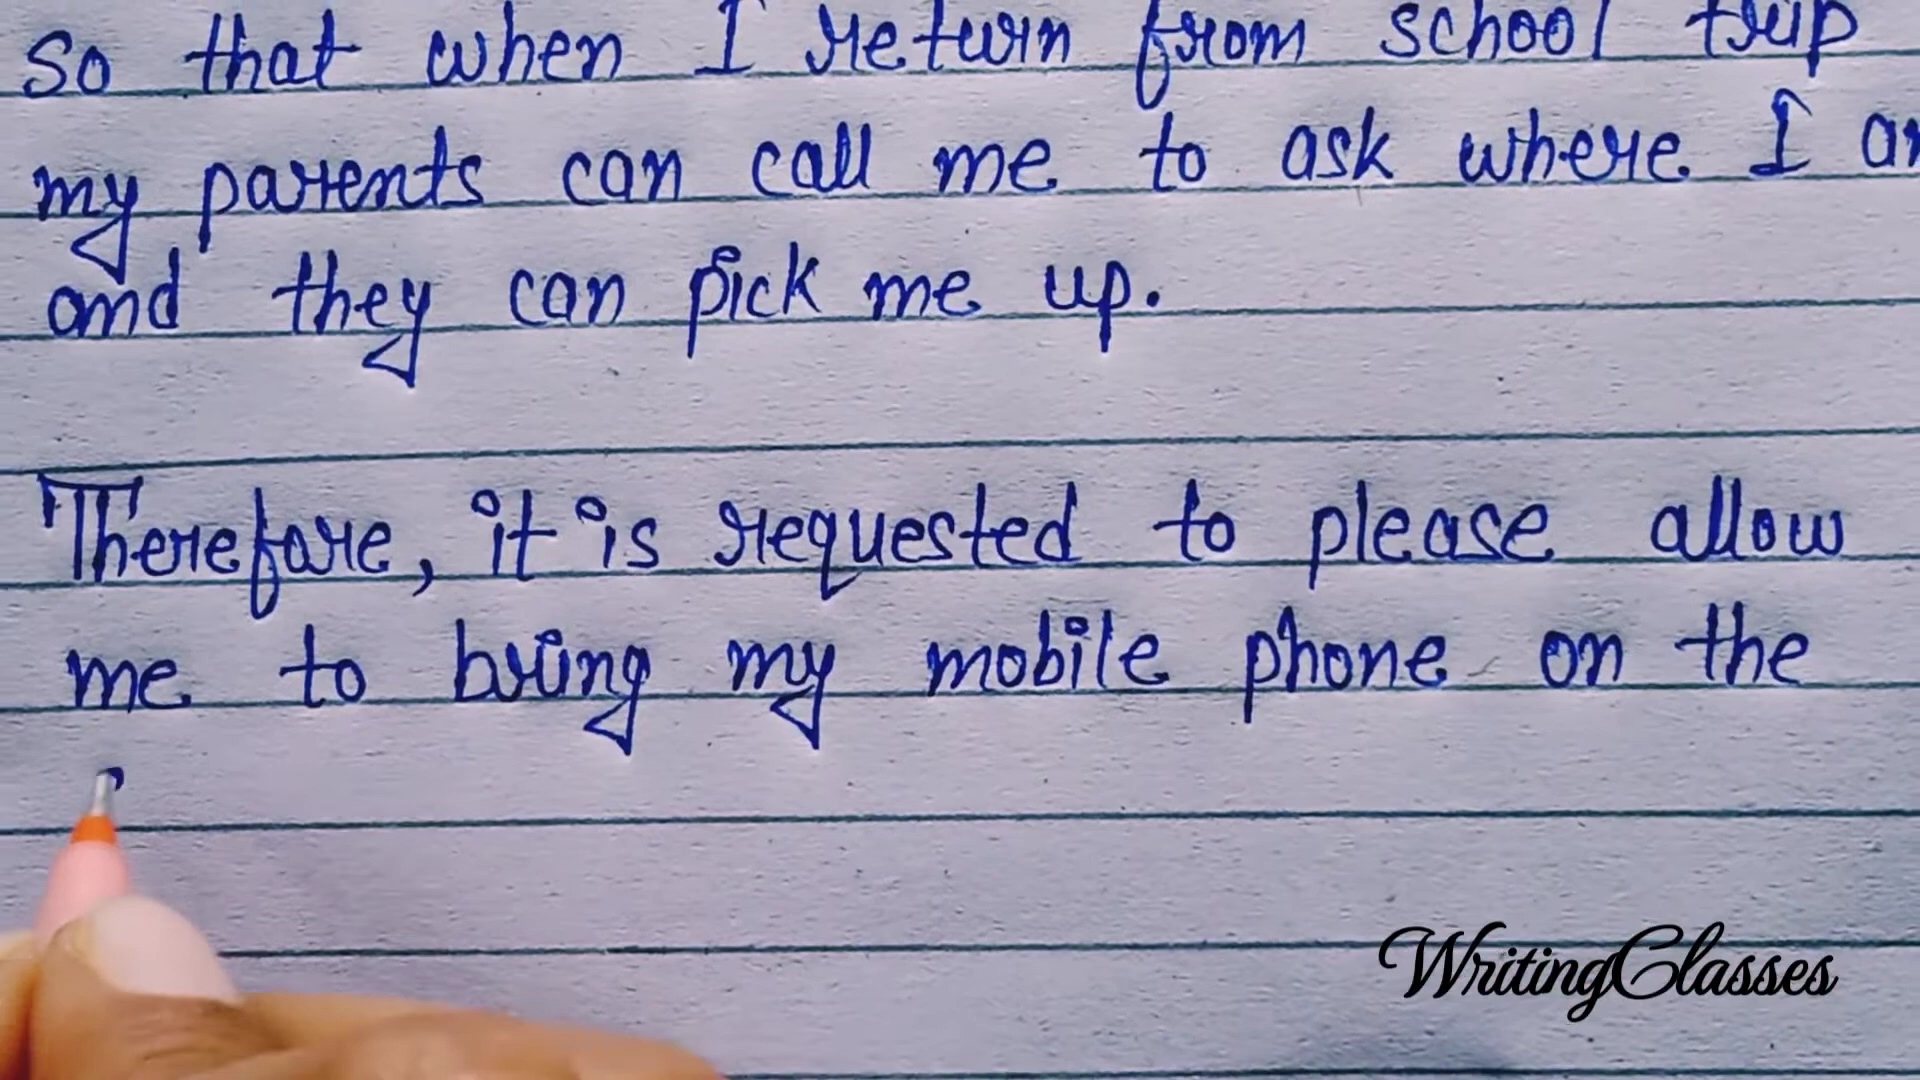 So that when I return from school trip
my parents can call me to ask where I
and they can pick me up.
Therefore, it is requested to please allow
me to bring my mobile phone on the
WritingClasses